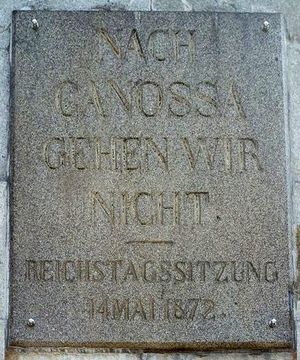 NACH
CANOSSA
GEHEN WIR
NICHT.
REICHSTAGSSITZUNG
14 MAI 1872.